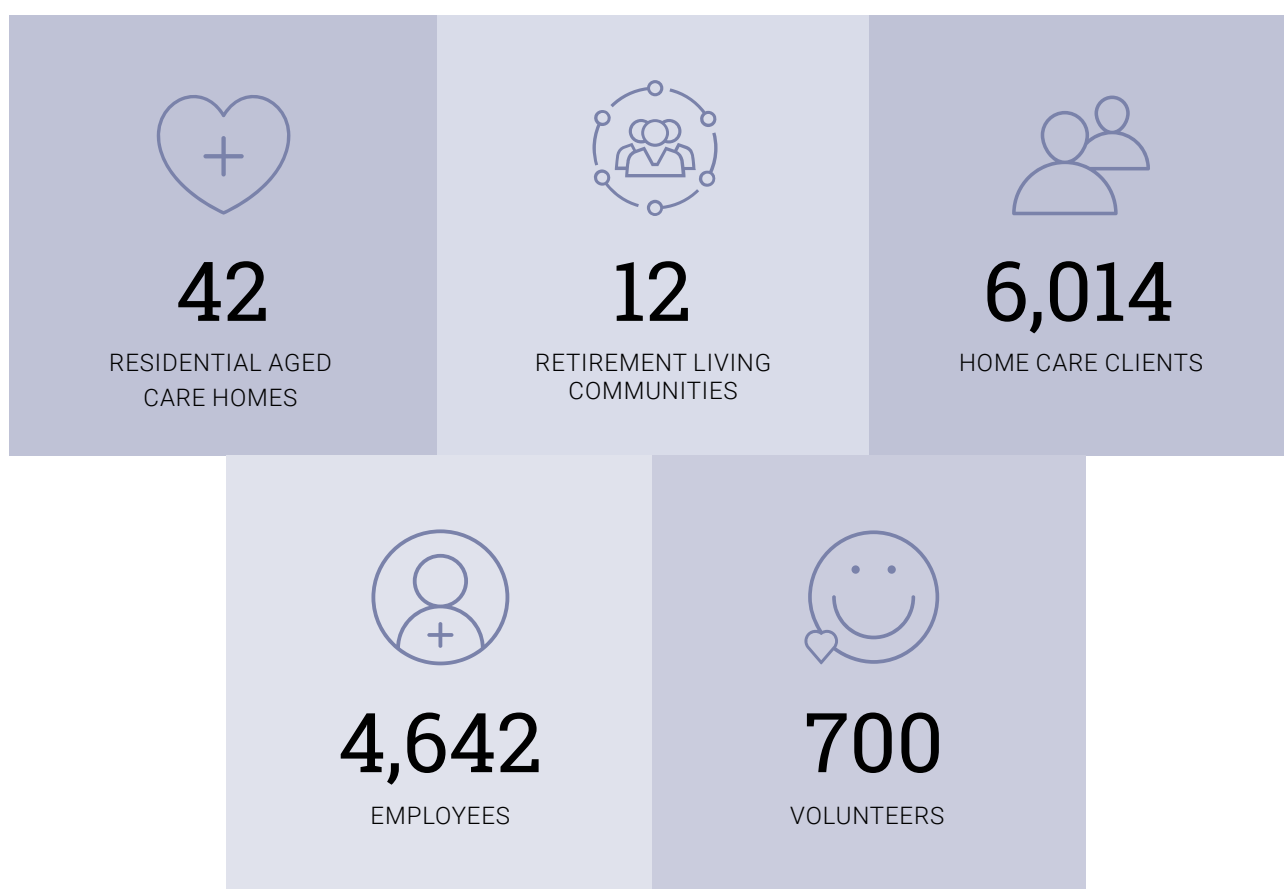 42
RESIDENTIAL AGED
CARE HOMES
12
RETIREMENT LIVING
COMMUNITIES
6,014
HOME CARE CLIENTS
4,642
EMPLOYEES
700
VOLUNTEERS